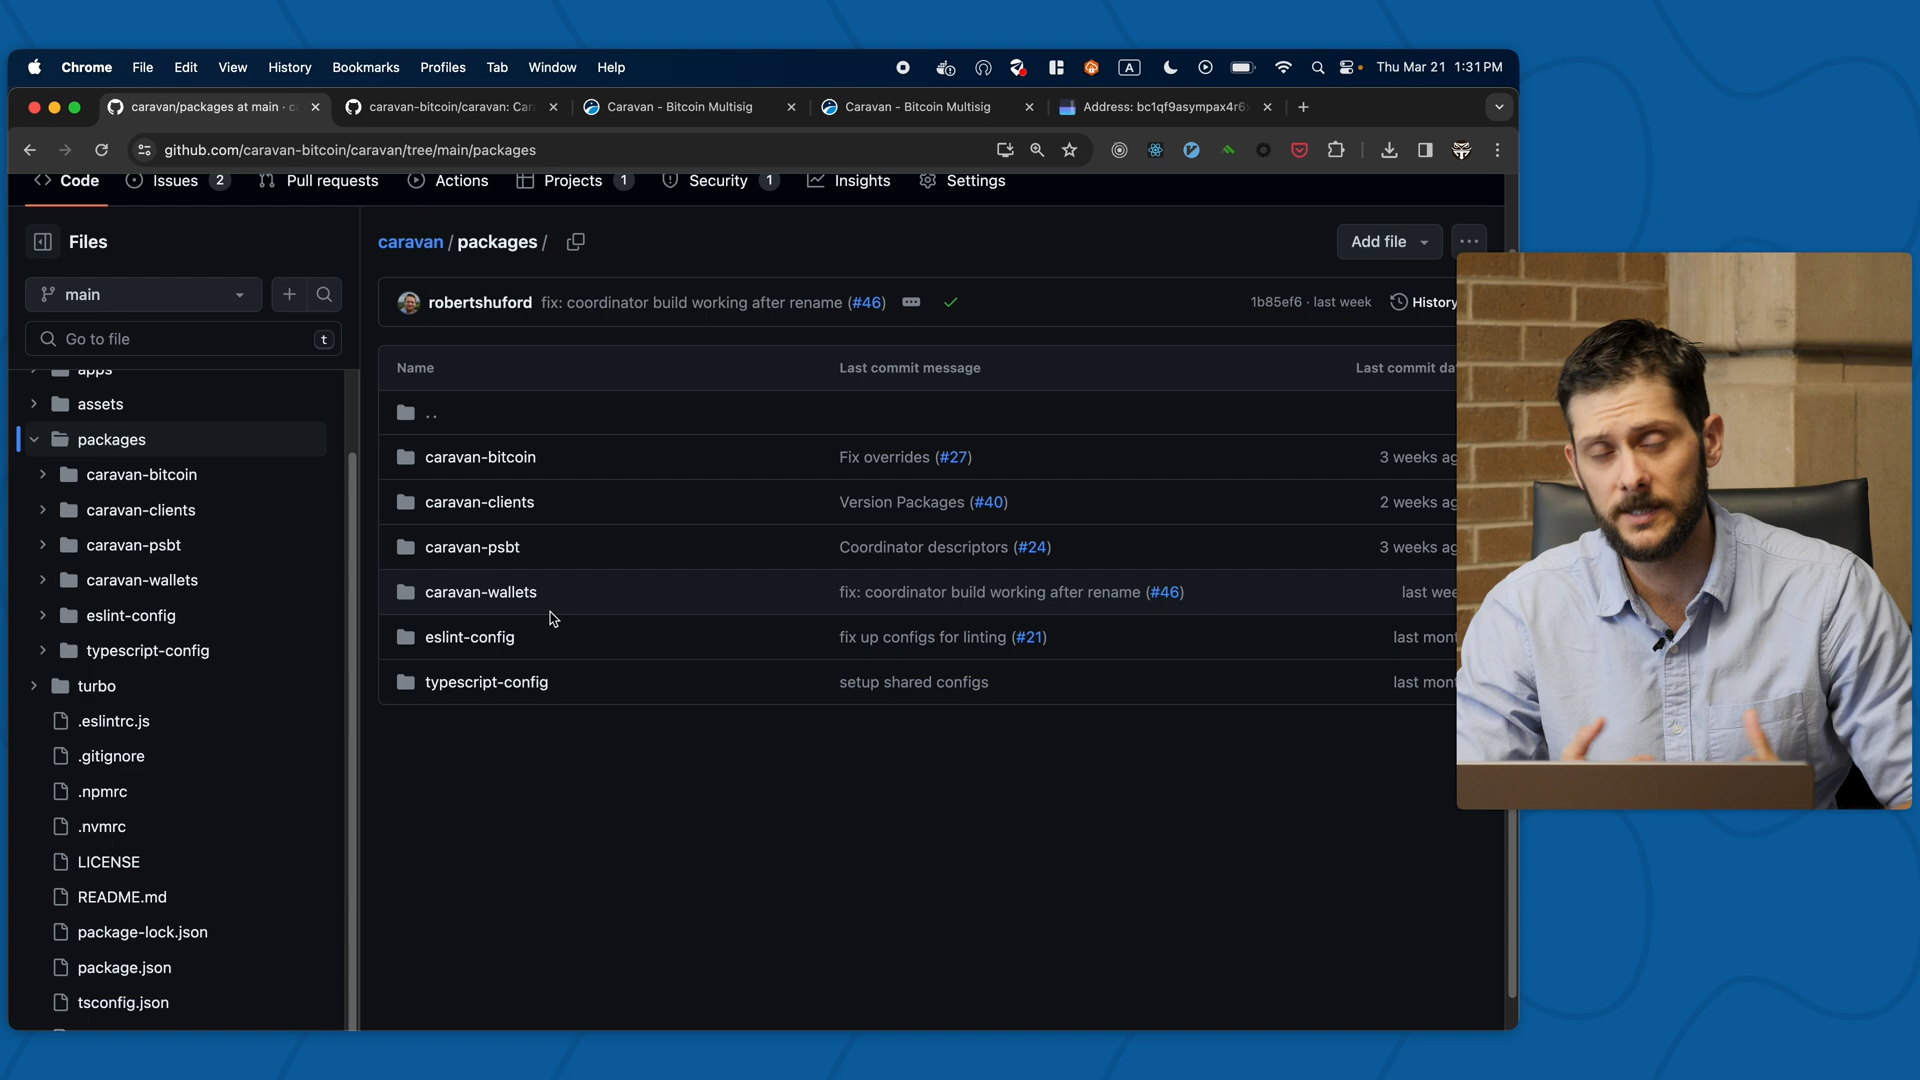 Chrome File Edit View History Bookmarks Profiles Tab Window Help A Thu Mar 21 1:31 PM
caravan/packages at main · c caravan-bitcoin/caravan: Car Caravan - Bitcoin Multisig Caravan - Bitcoin Multisig Address: bc1qf9asympax4r6
github.com/caravan-bitcoin/caravan/tree/main/packages
Code Issues 2 Pull requests Actions Projects 1 Security 1 Insights Settings
Files
caravan / packages /
Add file
main
robertshuford fix: coordinator build working after rename (#46) 1b85ef6 · last week History
Go to file t
Name Last commit message Last commit da
apps
..
assets
packages
caravan-bitcoin Fix overrides (#27) 3 weeks ag
caravan-clients Version Packages (#40) 2 weeks ag
caravan-psbt Coordinator descriptors (#24) 3 weeks ag
caravan-wallets fix: coordinator build working after rename (#46) last wee
eslint-config fix up configs for linting (#21) last mon
typescript-config setup shared configs last mon
caravan-bitcoin
caravan-clients
caravan-psbt
caravan-wallets
eslint-config
typescript-config
turbo
.eslintrc.js
.gitignore
.npmrc
.nvmrc
LICENSE
README.md
package-lock.json
package.json
tsconfig.json